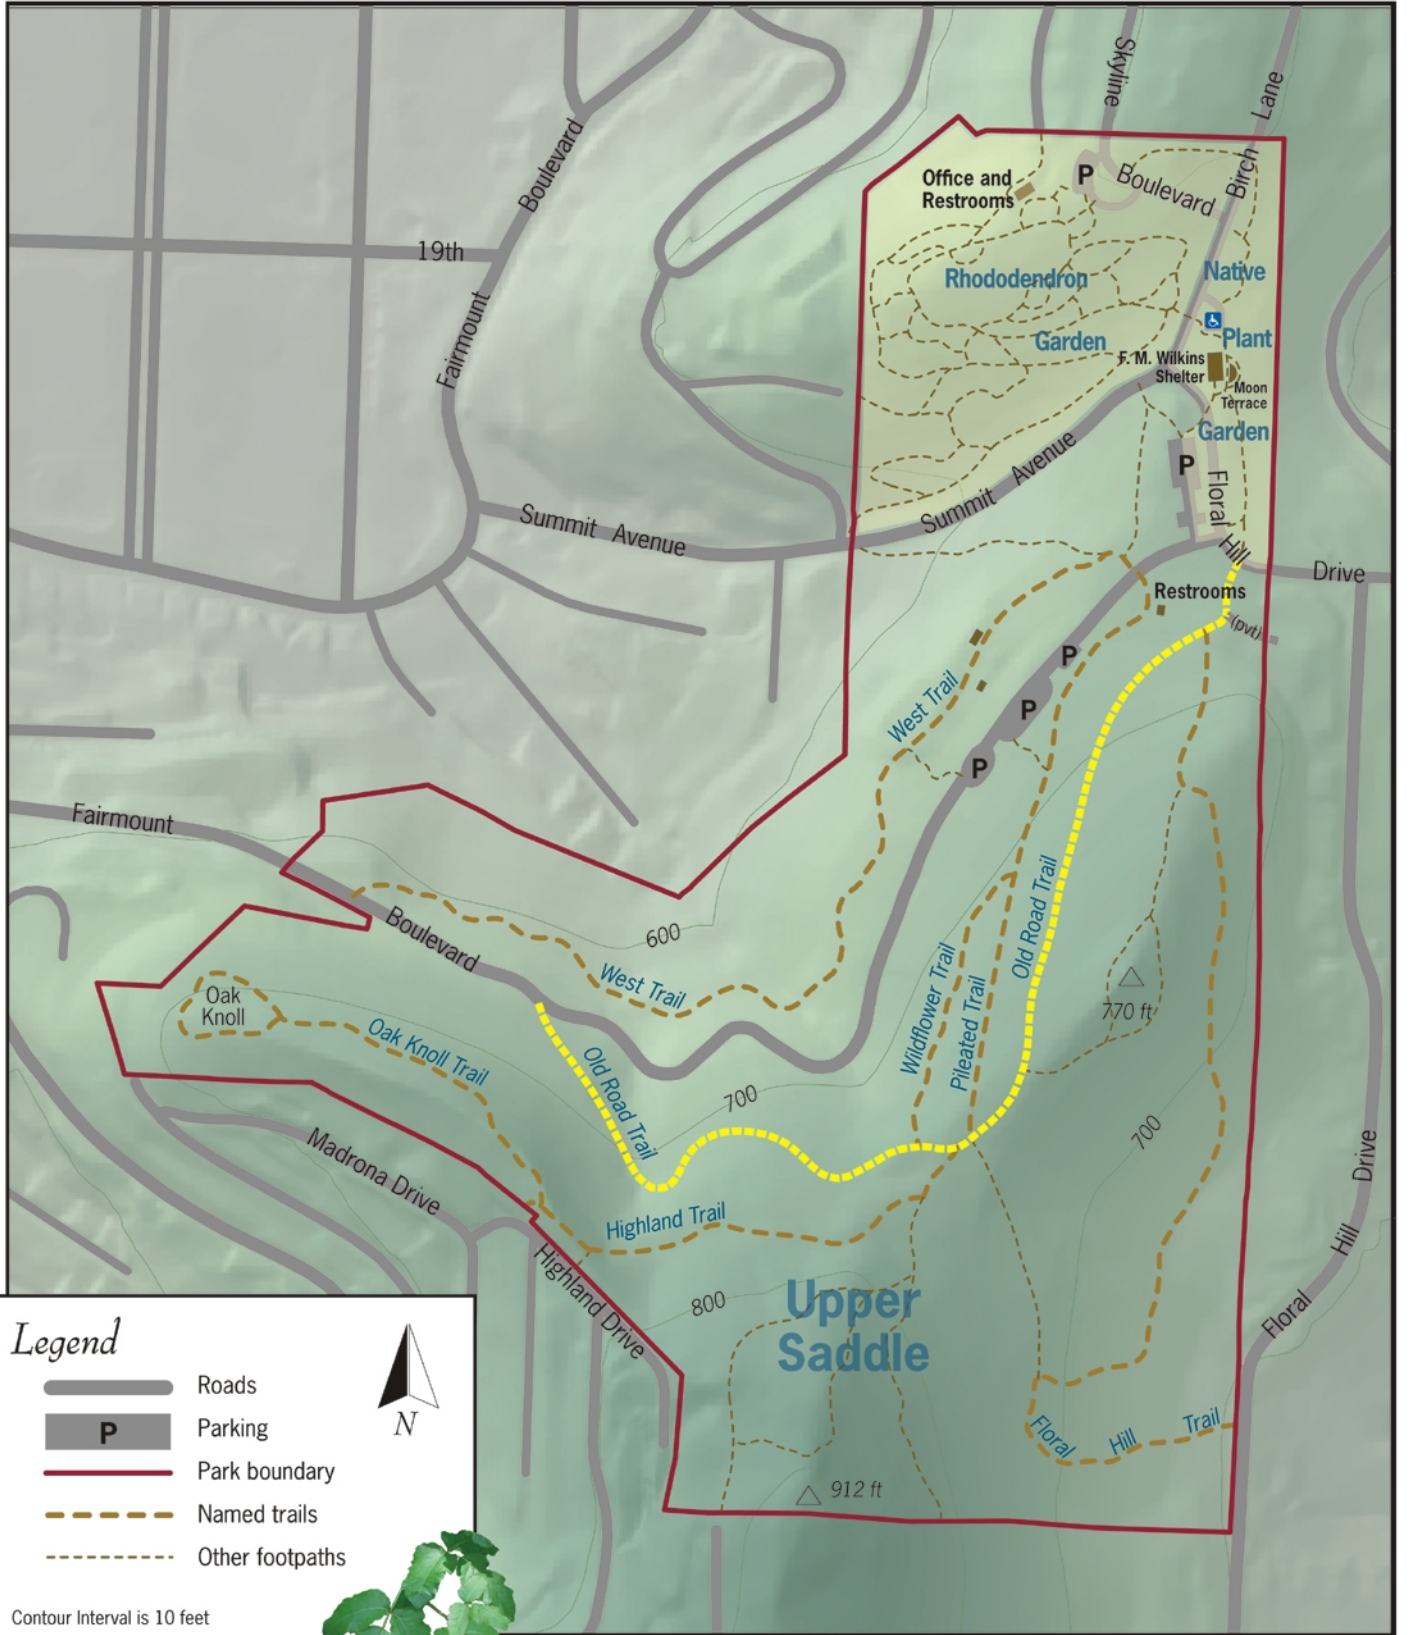 Skyline
Boulevard
Birch
Lane
Office and
Restrooms
P
Boulevard
19th
Fairmount
Rhododendron
Garden
Native
Plant
Garden
F. M. Wilkins
Shelter
Moon
Terrace
P
Floral
Hill
Drive
Summit Avenue
Summit Avenue
Restrooms
(pvt)
P
P
P
West Trail
Fairmount
Boulevard
600
West Trail
Old Road Trail
Wildflower Trail
Pileated Trail
770 ft
Oak
Knoll
Oak Knoll Trail
Old Road Trail
700
700
Madrona Drive
Highland Trail
Highland Drive
800
Upper
Saddle
Floral Hill Trail
912 ft
Floral
Hill
Drive
Legend
Roads
P
Parking
Park boundary
Named trails
Other footpaths
N
Contour Interval is 10 feet